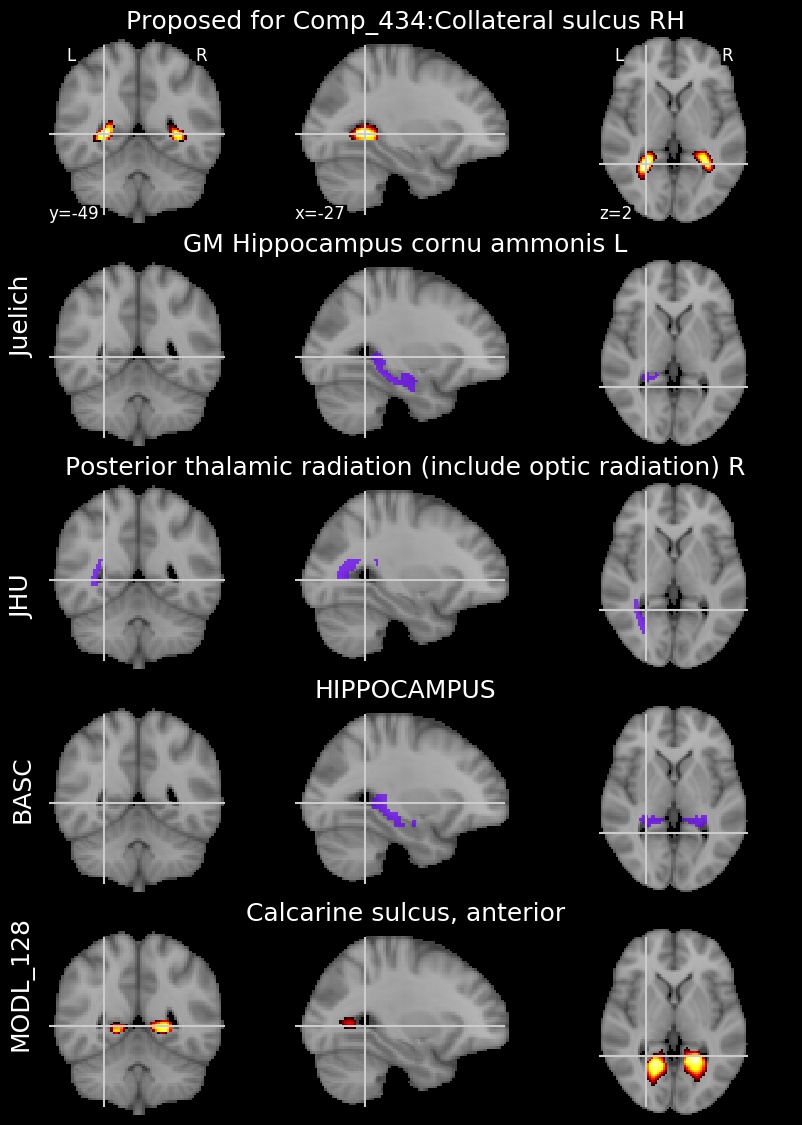 Proposed for Comp_434:Collateral sulcus RH
L R L R
y=-49 x=-27 z=2
GM Hippocampus cornu ammonis L
Juelich
Posterior thalamic radiation (include optic radiation) R
JHU
HIPPOCAMPUS
BASC
Calcarine sulcus, anterior
MODL_128